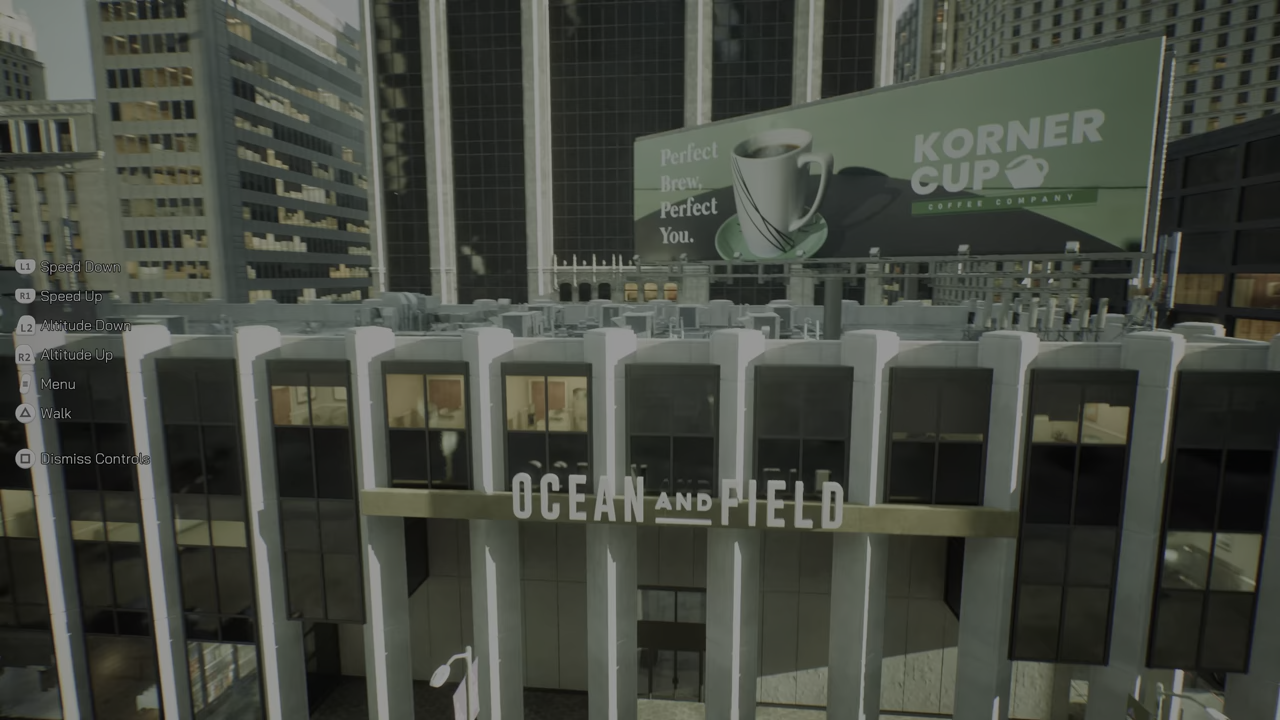 Perfect
Brew,
Perfect
You.
KORNER
CUP
COFFEE COMPANY
L1 Speed Down
R1 Speed Up
L2 Altitude Down
R2 Altitude Up
Menu
Walk
Dismiss Controls
OCEAN AND FIELD